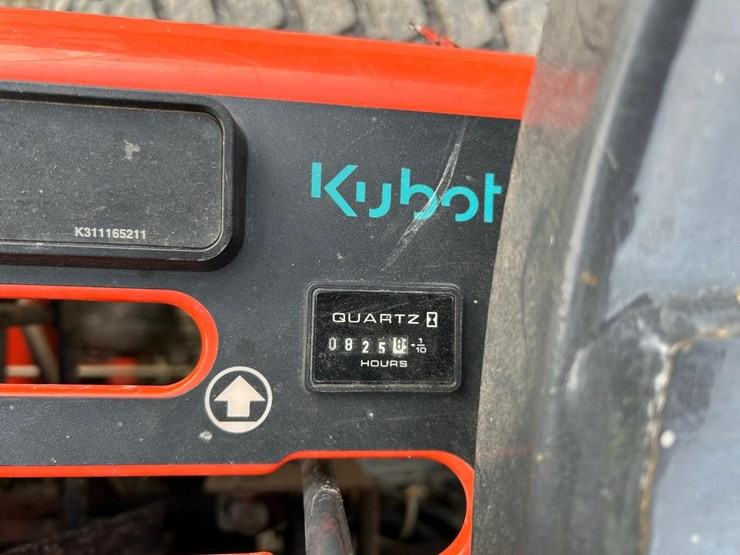 Kubot
K311165211
QUARTZ
0825
1/10
HOURS